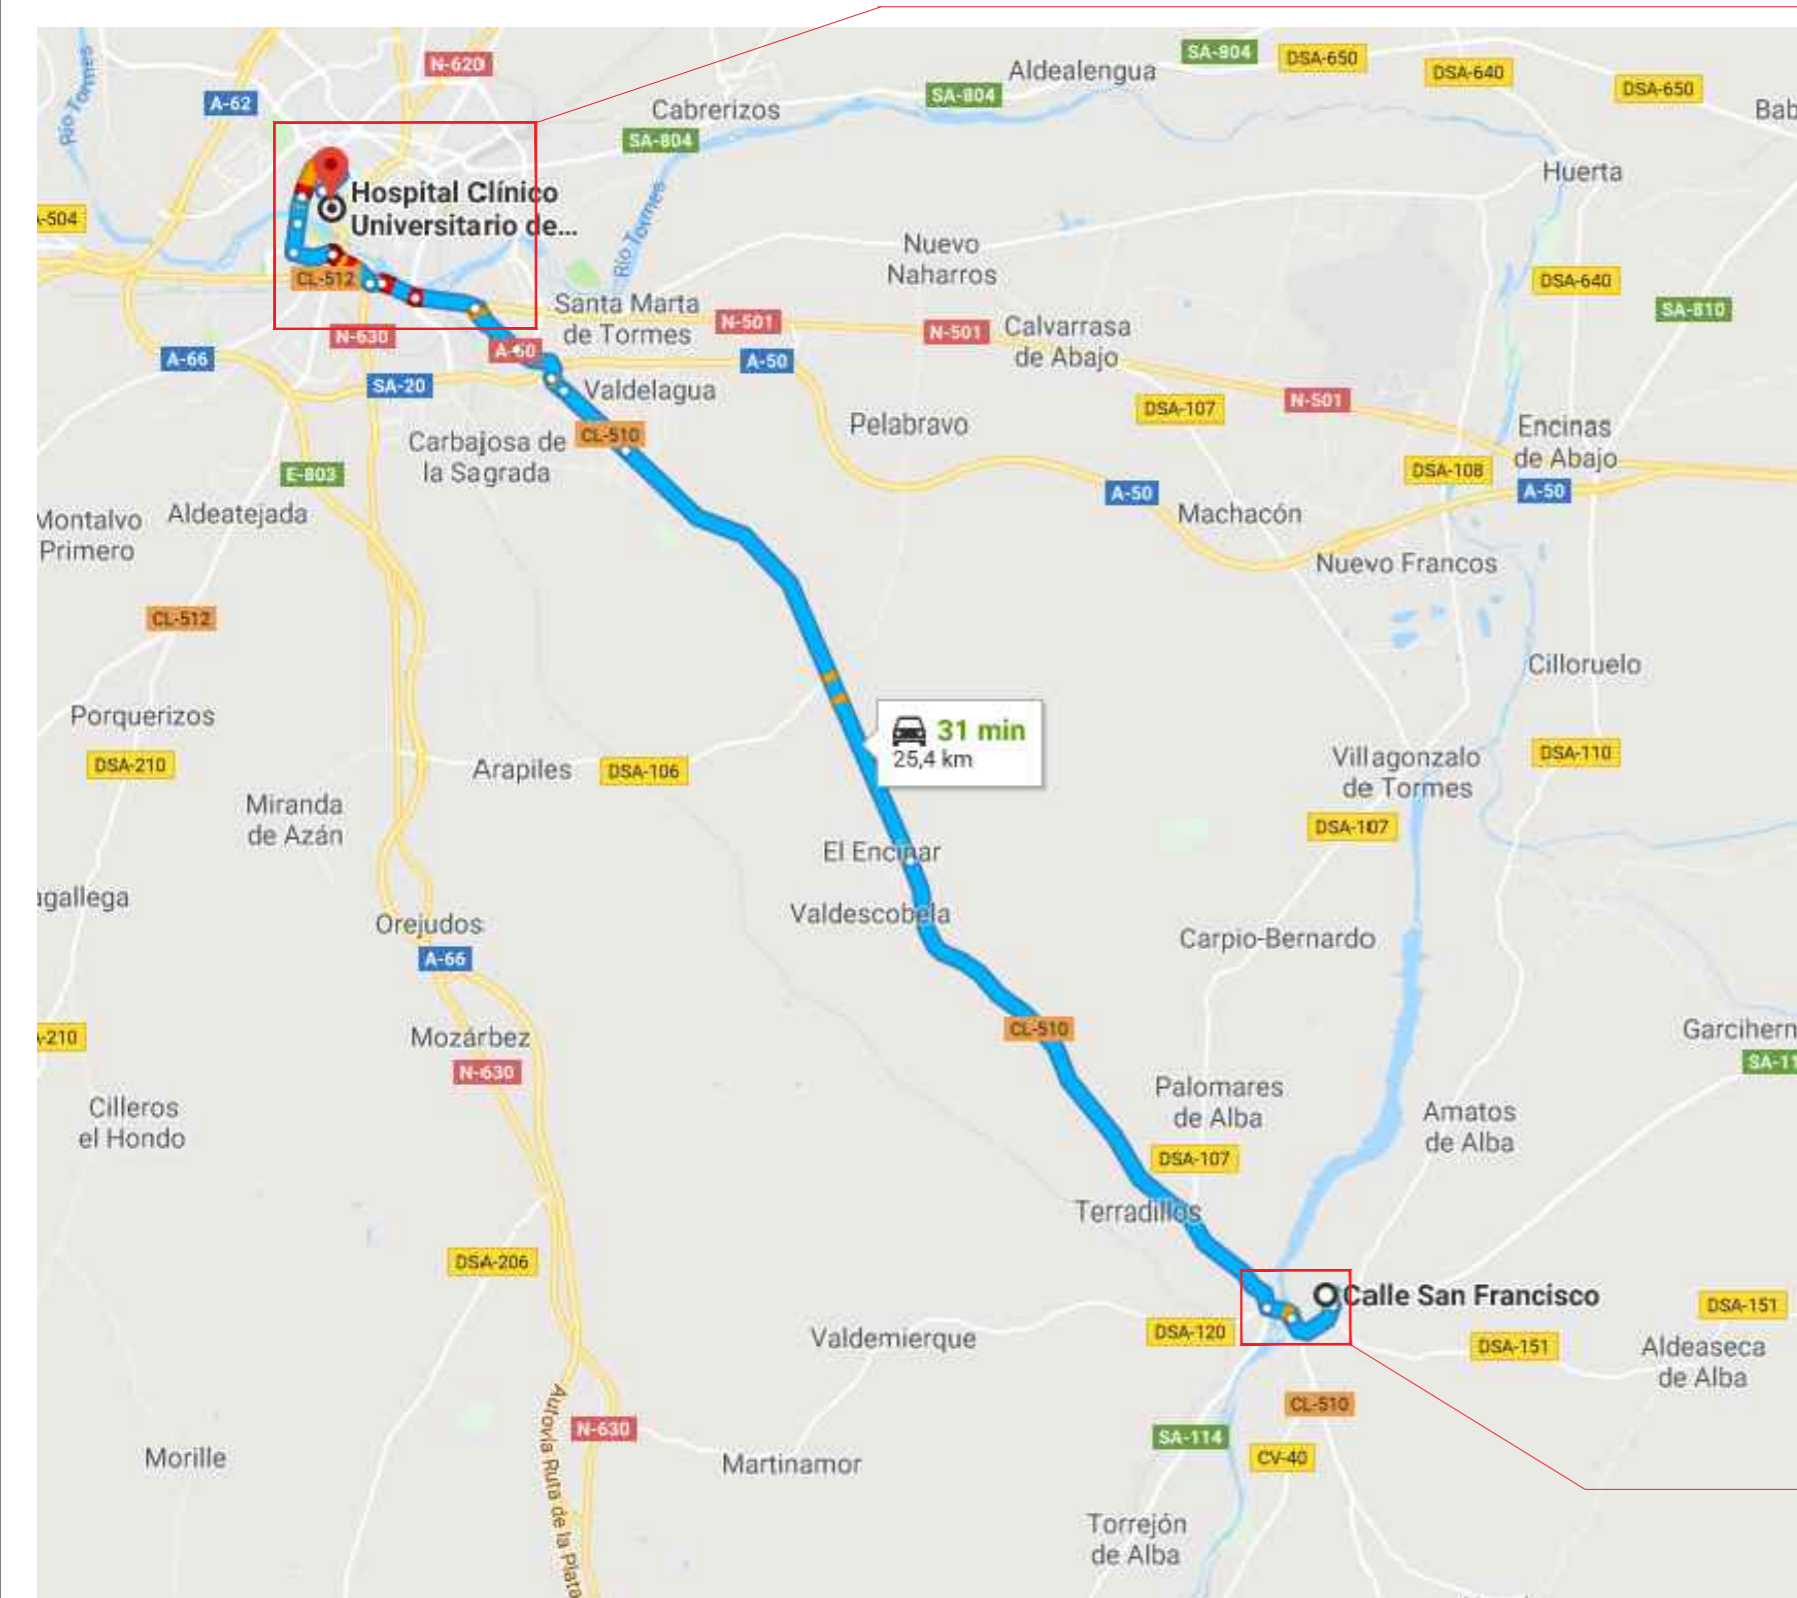 SA-804
DSA-650
N-620
Aldealengua
DSA-640
DSA-650
A-62
SA-804
Cabrerizos
Río Tormes
SA-804
Huerta
Hospital Clínico
Universitario de...
-504
Río Tormes
Nuevo
Naharros
CL-512
DSA-640
Santa Marta
de Tormes
SA-810
N-501
N-501
Calvarrasa
de Abajo
N-630
A-66
A-50
SA-20
Valdelagua
DSA-107
N-501
Carbajosa de
la Sagrada
CL-510
Pelabravo
Encinas
de Abajo
E-803
DSA-108
A-50
A-50
Montalvo
Primero
Aldeatejada
Machacón
Nuevo Francos
CL-512
Cilloruelo
Porquerizos
31 min
25,4 km
DSA-210
Arapiles
DSA-106
Villagonzalo
de Tormes
DSA-110
Miranda
de Azán
DSA-107
El Encinar
agallega
Valdescobela
Orejudos
Carpio-Bernardo
A-66
CL-510
-210
Mozárbez
Garcihern
N-630
SA-11
Cilleros
el Hondo
Palomares
de Alba
Amatos
de Alba
DSA-107
Terradillos
DSA-206
Calle San Francisco
DSA-151
Valdemierque
DSA-120
DSA-151
Aldeaseca
de Alba
CL-510
Autovía Ruta de la Plata
N-630
SA-114
CV-40
Morille
Martinamor
Torrejón
de Alba